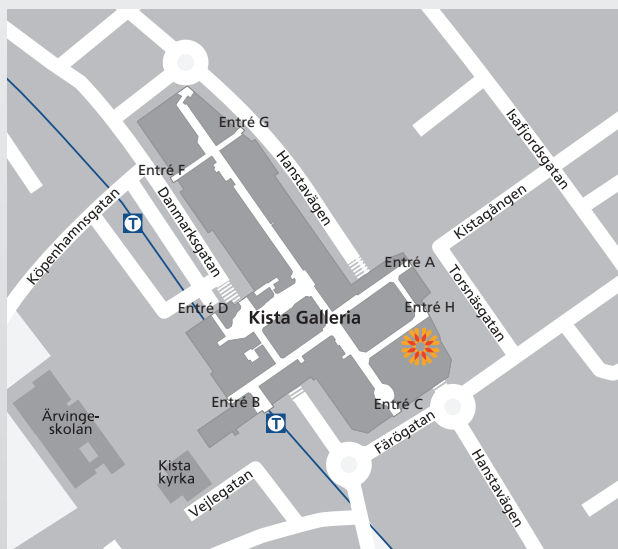 Isafjordsgatan
Entré G
Hanstavägen
Entré F
Danmarksgatan
Köpenhamnsgatan
T
Kistagången
Entré A
Torsnäsgatan
Entré D
Entré H
Kista Galleria
Entré B
Entré C
T
Ärvinge-
skolan
Färögatan
Kista
kyrka
Vejlegatan
Hanstavägen